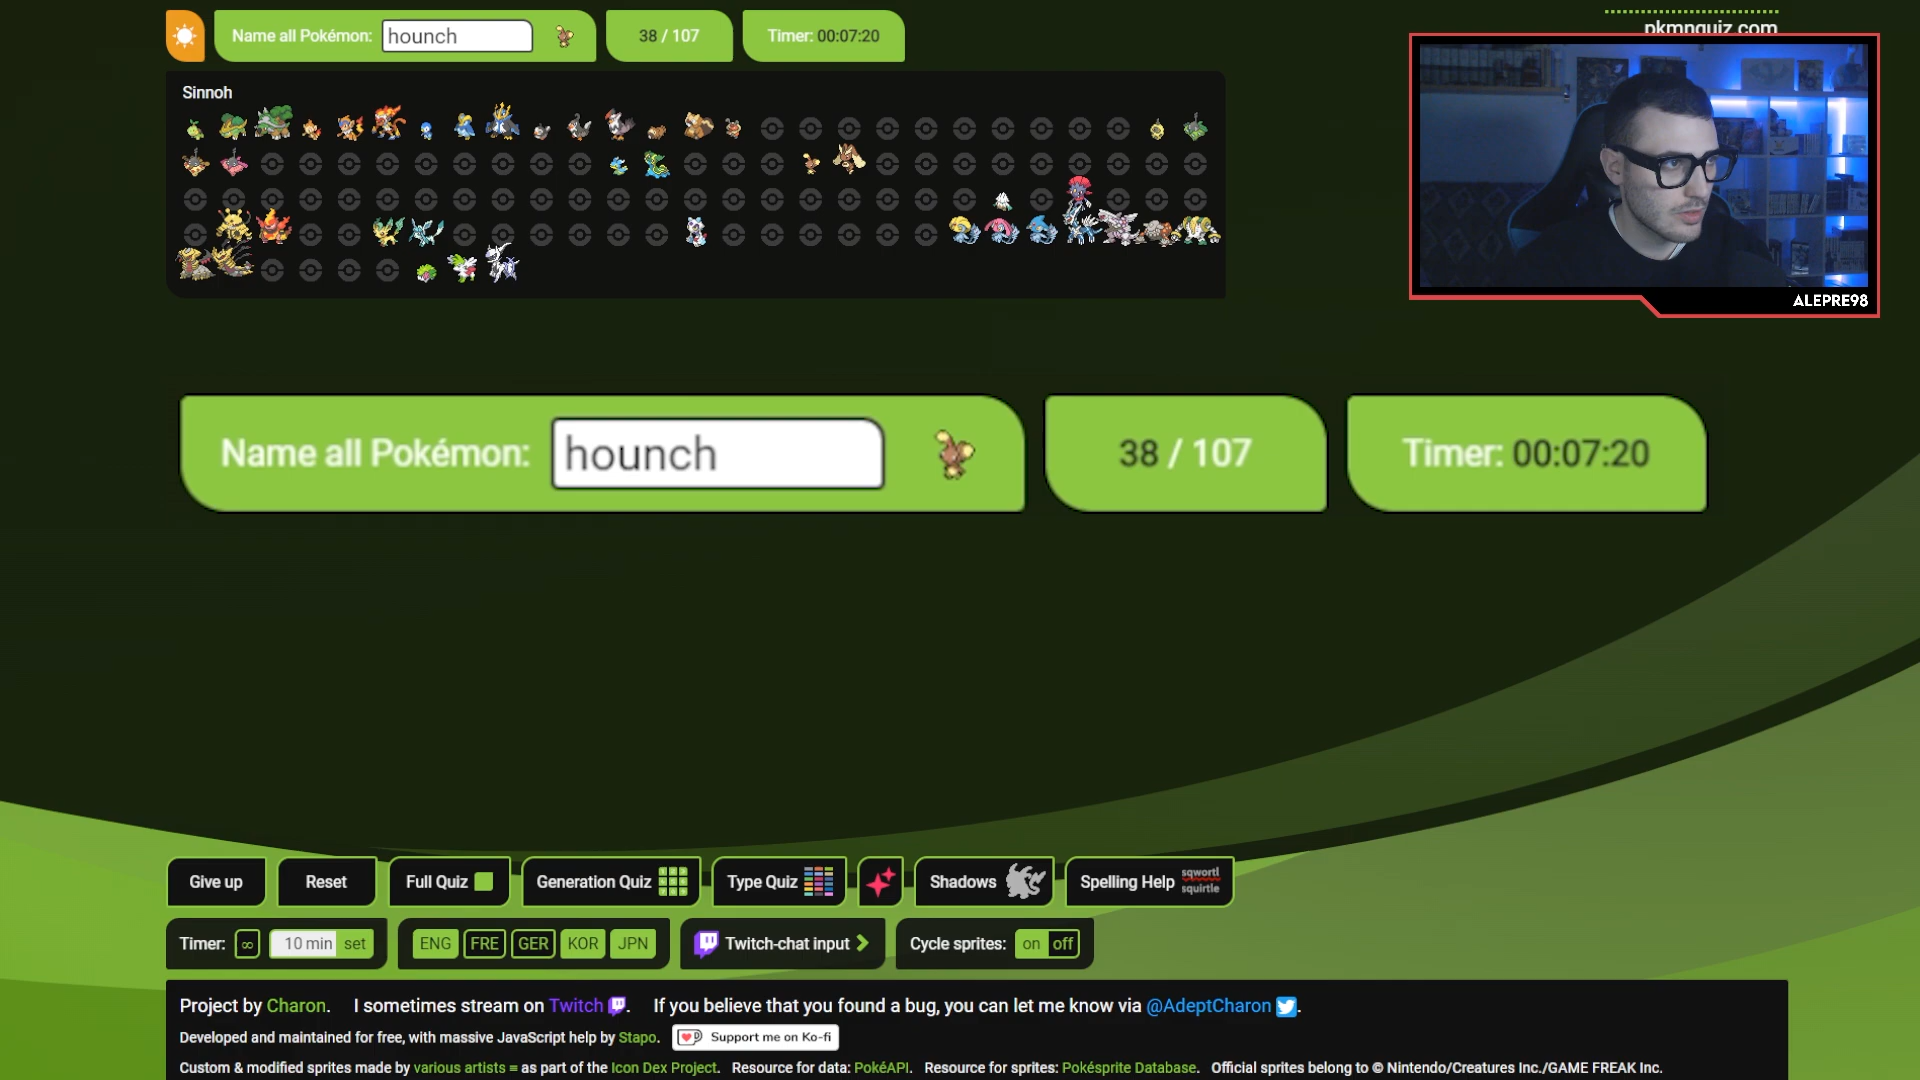 Name all Pokémon: hounch 38 / 107 Timer: 00:07:20
pkmnquiz.com
Sinnoh
ALEPRE98
Name all Pokémon: hounch 38 / 107 Timer: 00:07:20
Give up Reset Full Quiz Generation Quiz Type Quiz Shadows Spelling Help sqwortl
squirtle
Timer: ∞ 10 min set ENG FRE GER KOR JPN Twitch-chat input Cycle sprites: on off
Project by Charon. I sometimes stream on Twitch. If you believe that you found a bug, you can let me know via @AdeptCharon.
Developed and maintained for free, with massive JavaScript help by Stapo. Support me on Ko-fi
Custom & modified sprites made by various artists ≡ as part of the Icon Dex Project. Resource for data: PokéAPI. Resource for sprites: Pokésprite Database. Official sprites belong to © Nintendo/Creatures Inc./GAME FREAK Inc.